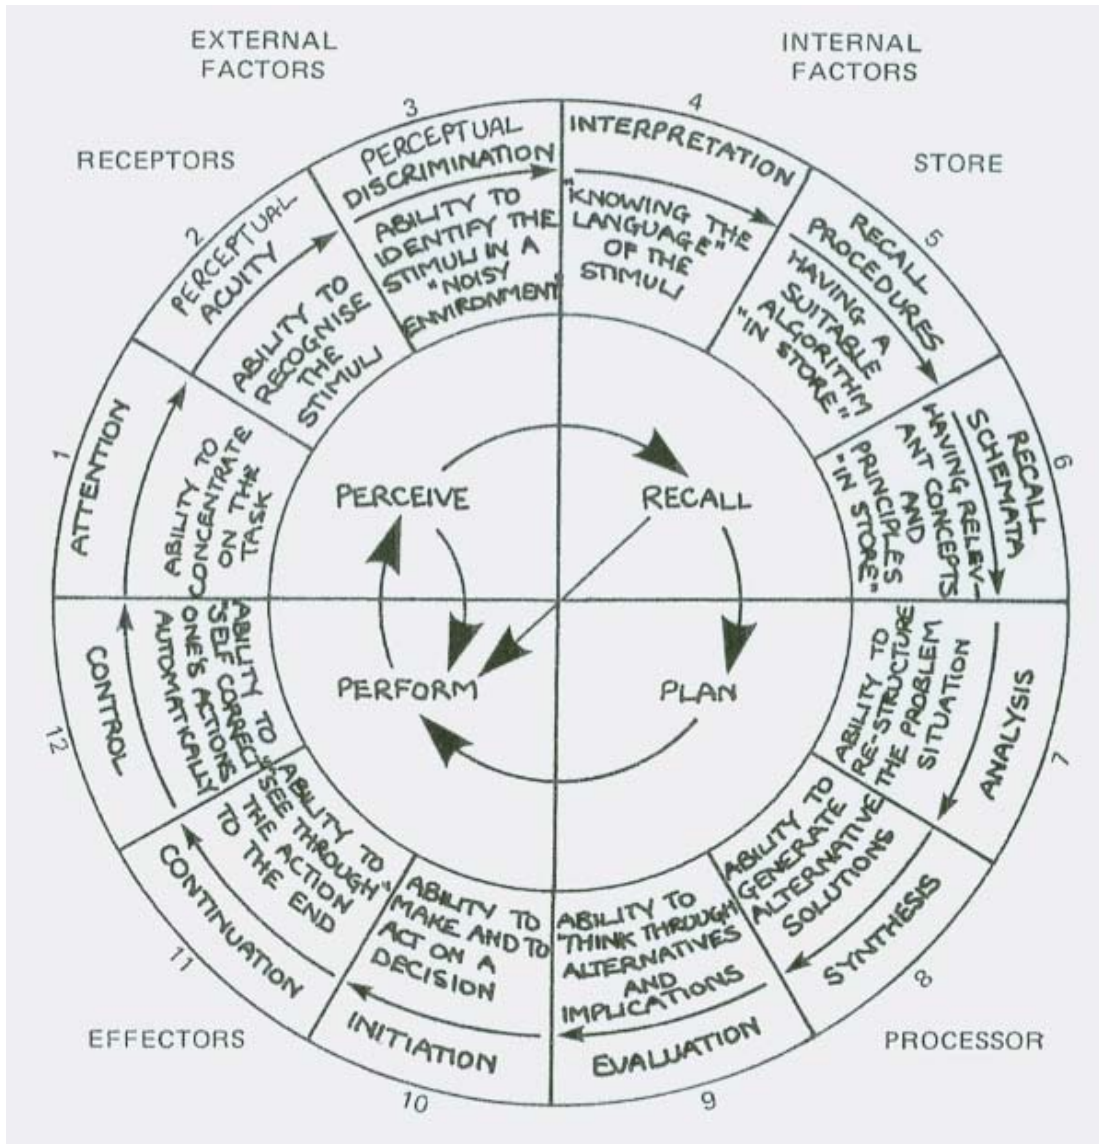 EXTERNAL
FACTORS
INTERNAL
FACTORS
RECEPTORS
STORE
1
ATTENTION
ABILITY TO
CONCENTRATE
ON THE
TASK
2
PERCEPTUAL
ACUITY
ABILITY TO
RECOGNISE
THE
STIMULI
3
PERCEPTUAL
DISCRIMINATION
ABILITY TO
IDENTIFY THE
STIMULI IN A
"NOISY
ENVIRONMENT"
4
INTERPRETATION
"KNOWING THE
LANGUAGE"
OF THE
STIMULI
5
RECALL
PROCEDURES
HAVING A
SUITABLE
ALGORITHM
"IN STORE"
6
RECALL
SCHEMATA
HAVING RELEV-
ANT CONCEPTS
AND
PRINCIPLES
"IN STORE"
7
ANALYSIS
ABILITY TO
RE-STRUCTURE
THE PROBLEM
SITUATION
8
SYNTHESIS
ABILITY TO
GENERATE
ALTERNATIVE
SOLUTIONS
9
EVALUATION
ABILITY TO
"THINK THROUGH
ALTERNATIVES
AND
IMPLICATIONS
10
INITIATION
ABILITY TO
MAKE AND TO
ACT ON A
DECISION
11
CONTINUATION
ABILITY TO
"SEE THROUGH"
THE ACTION
TO THE END
12
CONTROL
ABILITY TO
"SELF CORRECT"
ONE'S ACTIONS
AUTOMATICALLY
PERCEIVE
RECALL
PERFORM
PLAN
EFFECTORS
PROCESSOR